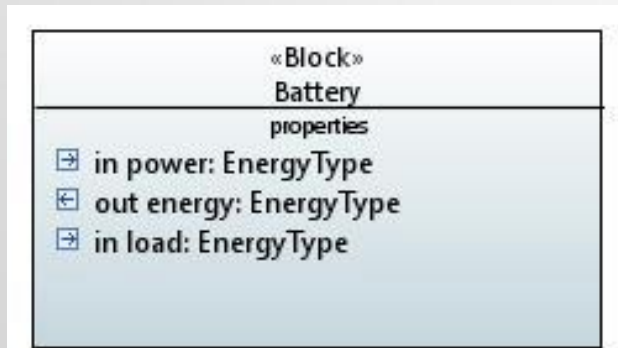 «Block»
Battery
properties
in power: EnergyType
out energy: EnergyType
in load: EnergyType